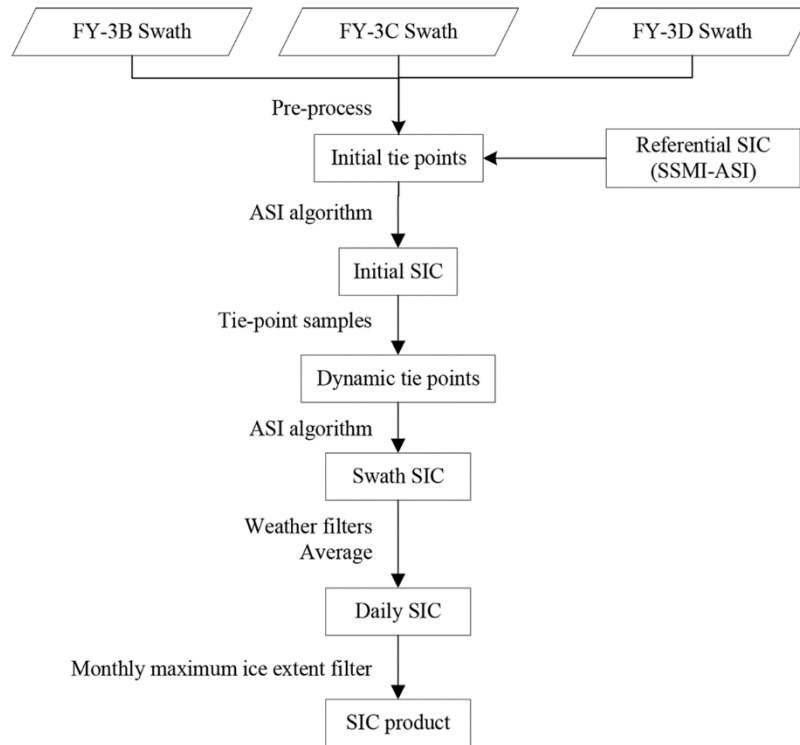 FY-3B Swath
FY-3C Swath
FY-3D Swath
Pre-process
Initial tie points
Referential SIC
(SSMI-ASI)
ASI algorithm
Initial SIC
Tie-point samples
Dynamic tie points
ASI algorithm
Swath SIC
Weather filters
Average
Daily SIC
Monthly maximum ice extent filter
SIC product